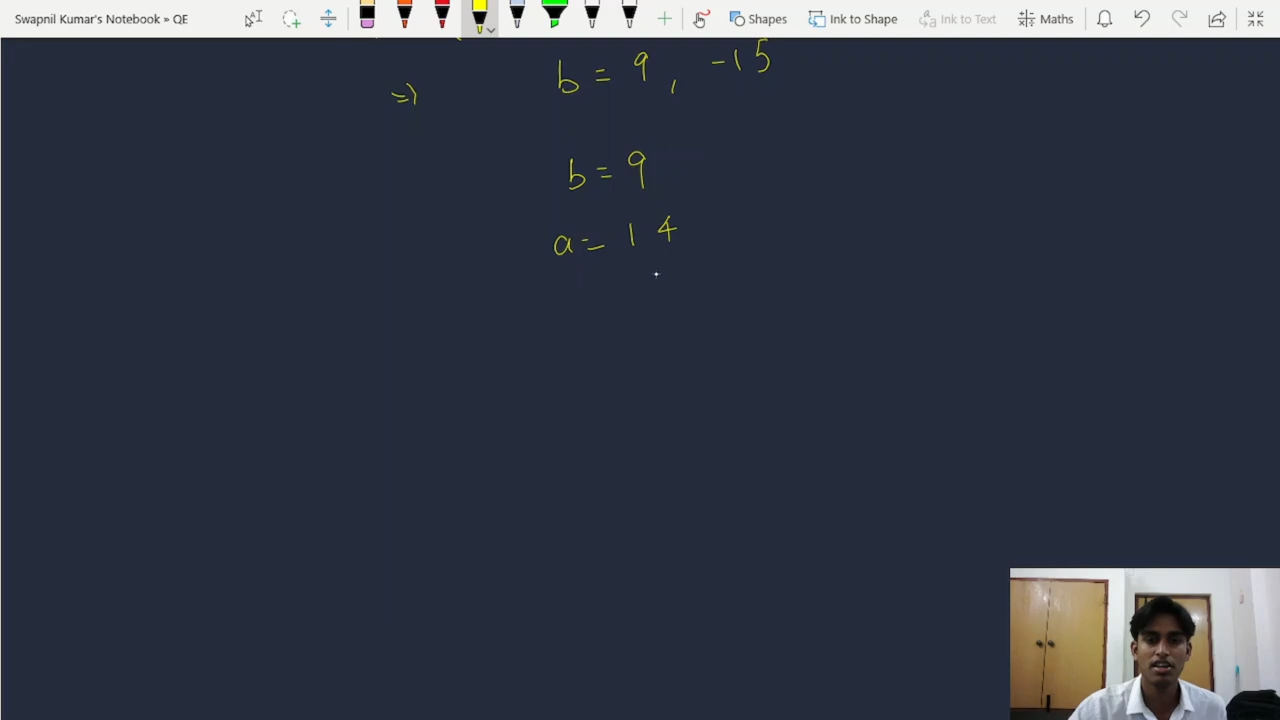 Swapnil Kumar's Notebook » QE
Shapes
Ink to Shape
Ink to Text
Maths
b = 9, -15
=>
b = 9
a = 14